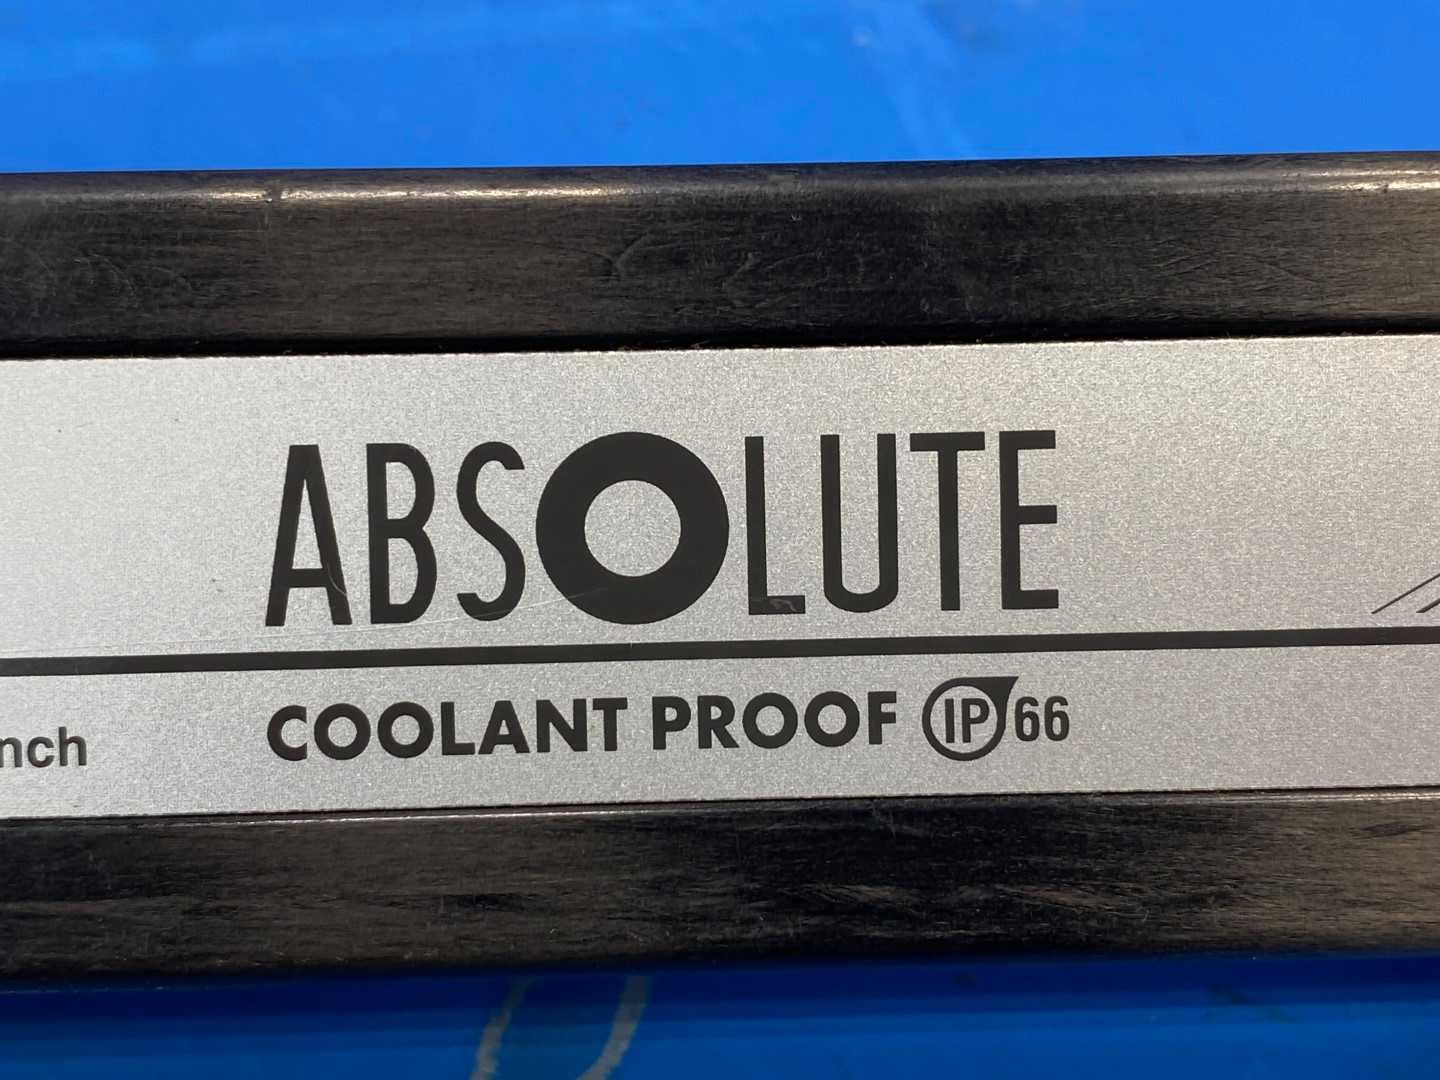 ABSOLUTE
nch COOLANT PROOF IP66